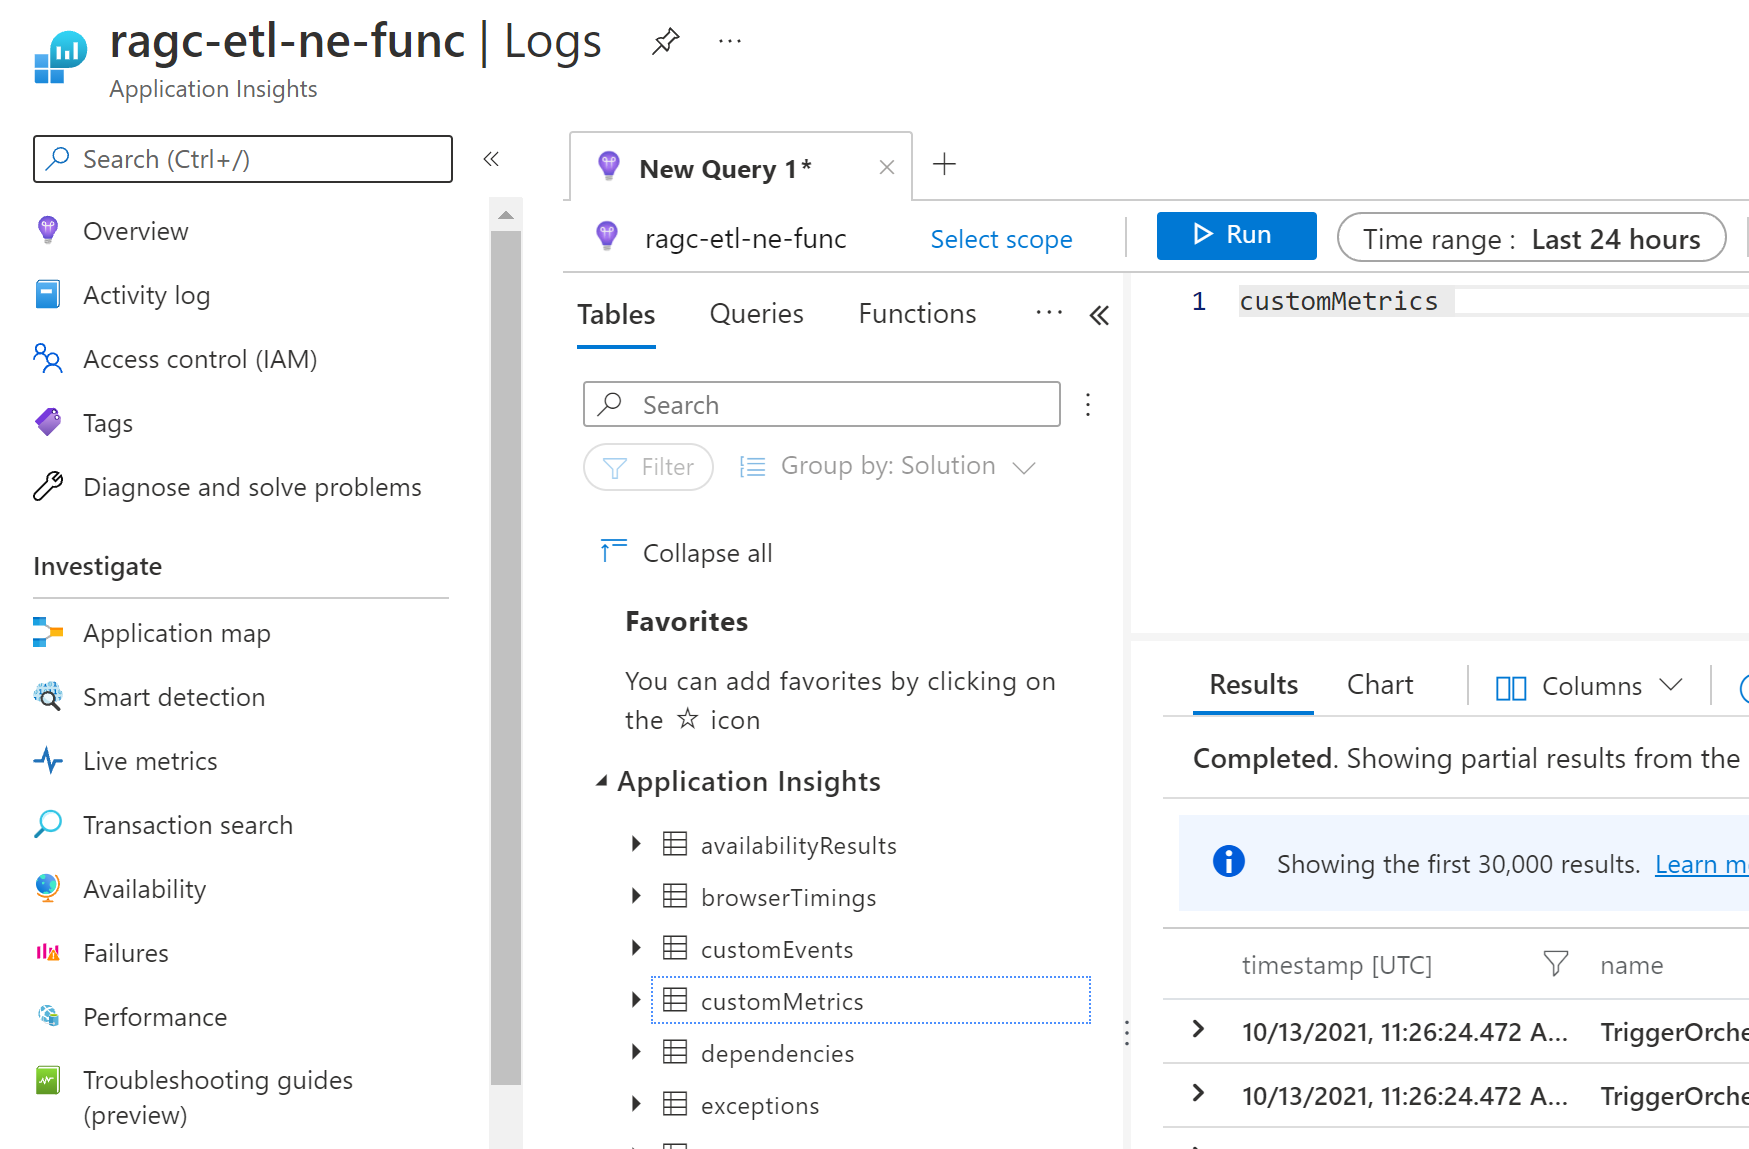 ragc-etl-ne-func | Logs
Application Insights
Search (Ctrl+/)
Overview
Activity log
Access control (IAM)
Tags
Diagnose and solve problems
Investigate
Application map
Smart detection
Live metrics
Transaction search
Availability
Failures
Performance
Troubleshooting guides
(preview)
New Query 1*
ragc-etl-ne-func
Select scope
Run
Time range : Last 24 hours
Tables
Queries
Functions
Search
Filter
Group by: Solution
Collapse all
Favorites
You can add favorites by clicking on
the ☆ icon
Application Insights
availabilityResults
browserTimings
customEvents
customMetrics
dependencies
exceptions
1 customMetrics
Results
Chart
Columns
Completed. Showing partial results from the
Showing the first 30,000 results. Learn m
timestamp [UTC]
name
10/13/2021, 11:26:24.472 A... TriggerOrche
10/13/2021, 11:26:24.472 A... TriggerOrche